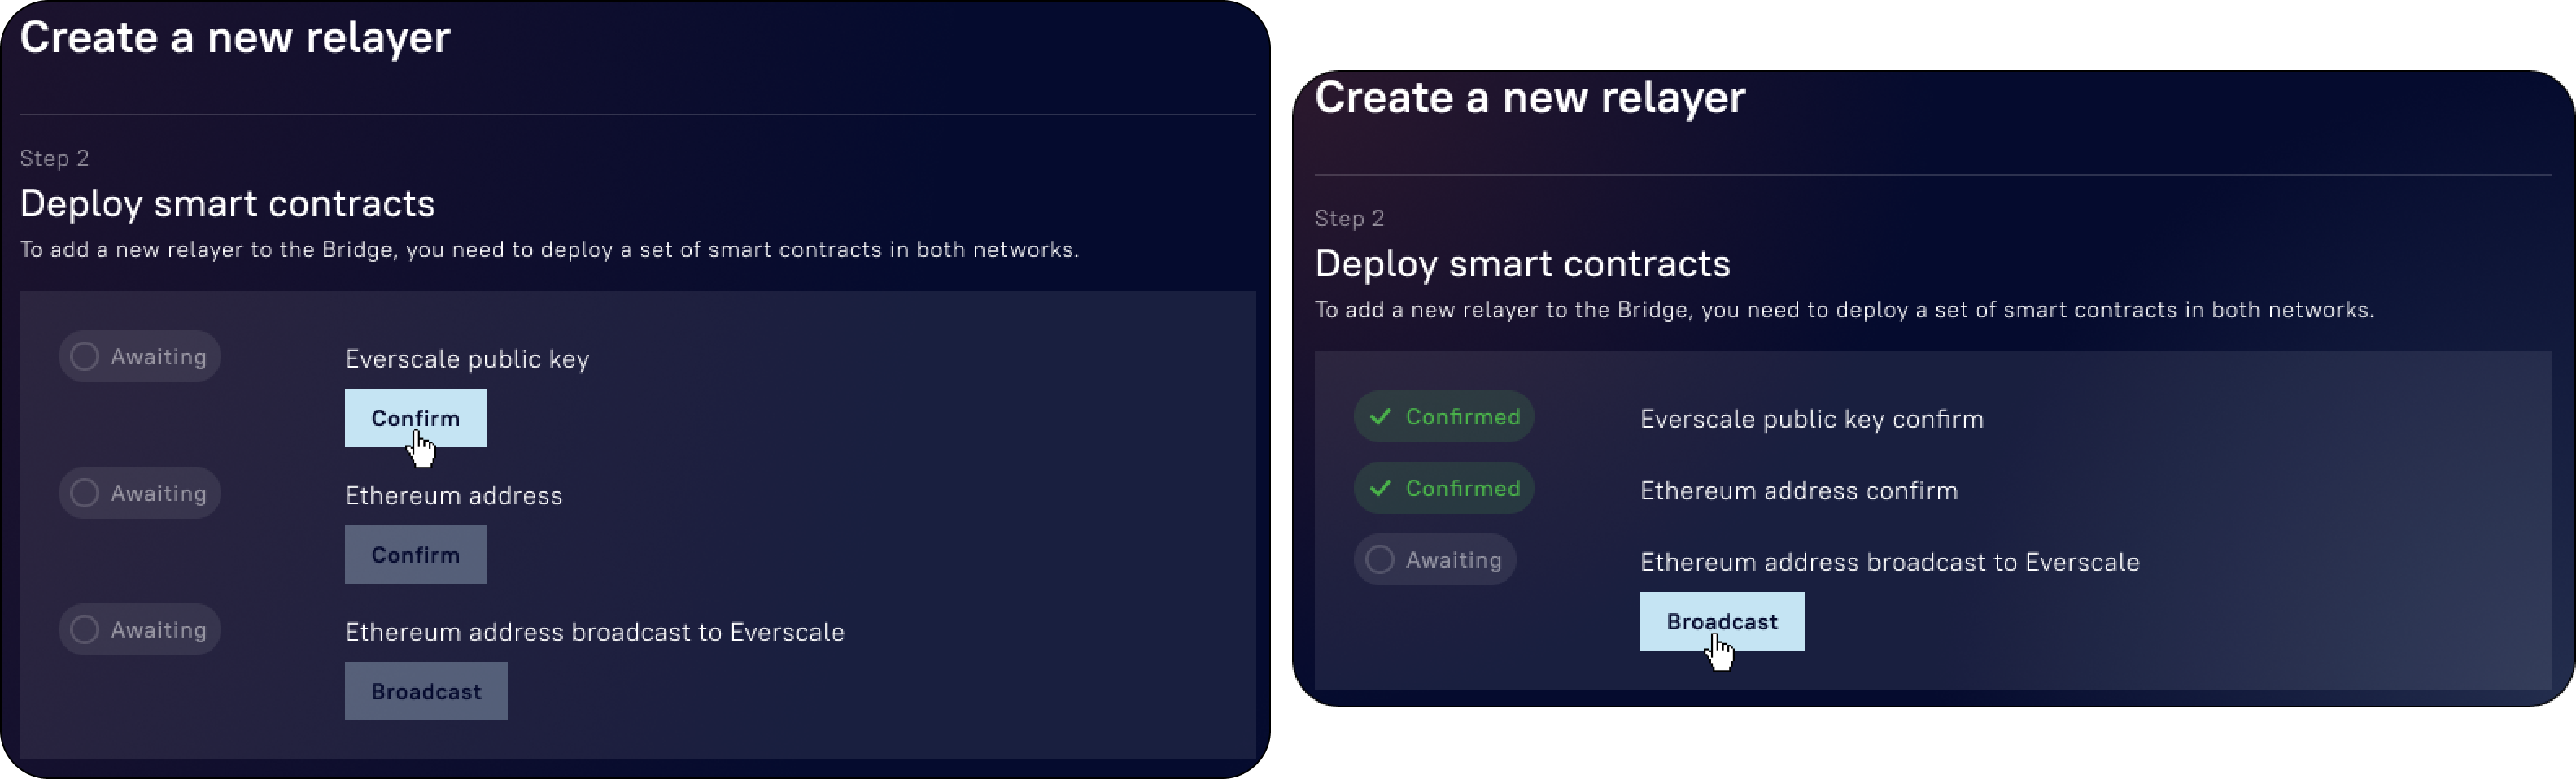 Create a new relayer
Step 2
Deploy smart contracts
To add a new relayer to the Bridge, you need to deploy a set of smart contracts in both networks.
Awaiting
Everscale public key
Confirm
Awaiting
Ethereum address
Confirm
Awaiting
Ethereum address broadcast to Everscale
Broadcast
Create a new relayer
Step 2
Deploy smart contracts
To add a new relayer to the Bridge, you need to deploy a set of smart contracts in both networks.
Confirmed
Everscale public key confirm
Confirmed
Ethereum address confirm
Awaiting
Ethereum address broadcast to Everscale
Broadcast